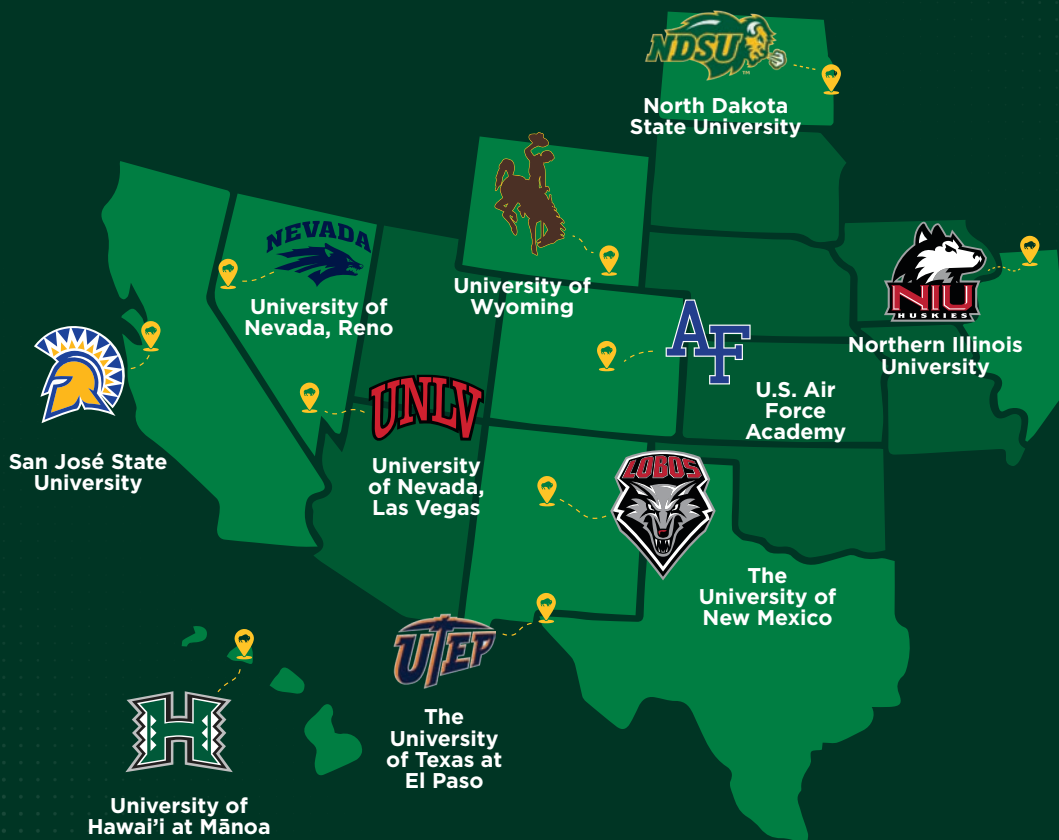 NDSU
TM
North Dakota
State University
NEVADA
University of
Nevada, Reno
University of
Wyoming
NIU
HUSKIES
Northern Illinois
University
AF
U.S. Air
Force
Academy
San José State
University
UNLV
University
of Nevada,
Las Vegas
LOBOS
The
University of
New Mexico
UTEP
The
University
of Texas at
El Paso
H
University of
Hawai’i at Mānoa